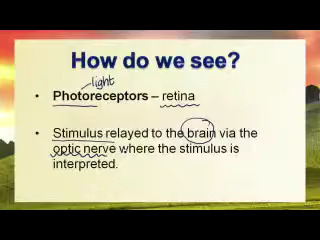 How do we see?
light
• Photoreceptors – retina
• Stimulus relayed to the brain via the
optic nerve where the stimulus is
interpreted.